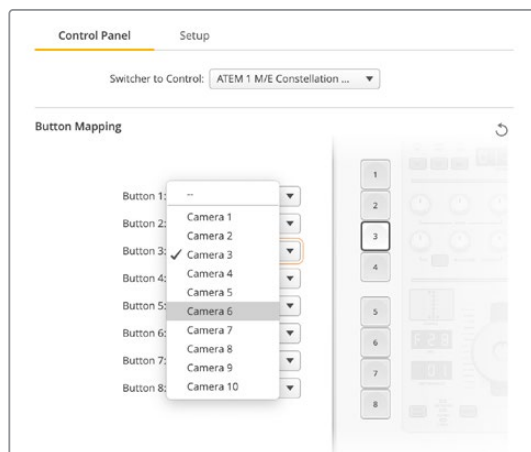 Control Panel Setup
Switcher to Control: ATEM 1 M/E Constellation ...
Button Mapping
Button 1:
Button 2:
Button 3:
Button 4:
Button 5:
Button 6:
Button 7:
Button 8:
--
Camera 1
Camera 2
✓ Camera 3
Camera 4
Camera 5
Camera 6
Camera 7
Camera 8
Camera 9
Camera 10
1
2
3
4
5
6
7
8